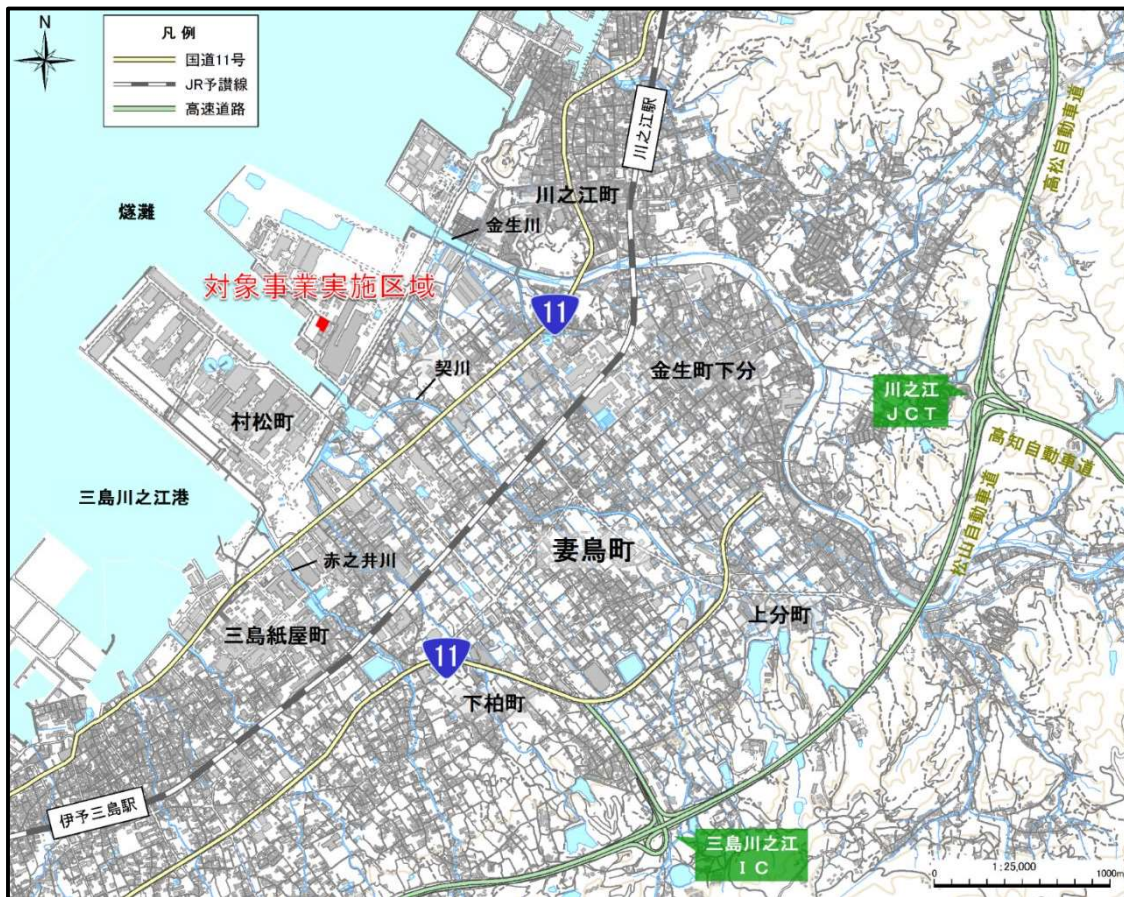 N
凡 例
国道11号
JR予讃線
高速道路
川之江駅
高松自動車道
川之江町
燧灘
金生川
対象事業実施区域
11
契川
金生町下分
川之江
JCT
高知自動車道
村松町
松山自動車道
三島川之江港
妻鳥町
赤之井川
上分町
三島紙屋町
11
下柏町
伊予三島駅
三島川之江
IC
1:25,000
0
1000m